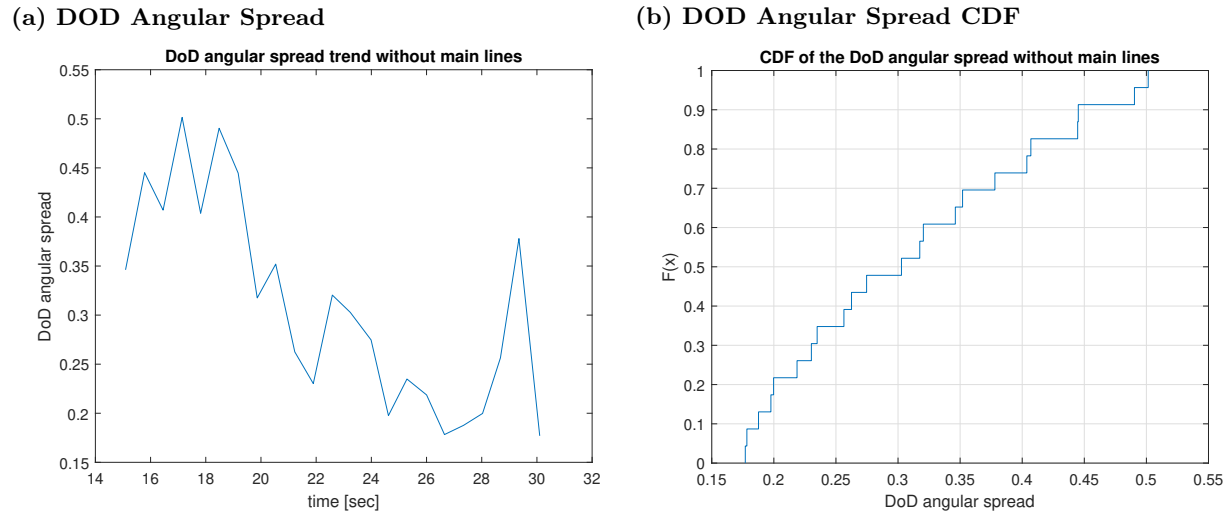 (a) DOD Angular Spread
DoD angular spread trend without main lines
0.55
0.5
0.45
0.4
0.35
0.3
0.25
0.2
0.15
DoD angular spread
14 16 18 20 22 24 26 28 30 32
time [sec]
(b) DOD Angular Spread CDF
CDF of the DoD angular spread without main lines
1
0.9
0.8
0.7
0.6
0.5
0.4
0.3
0.2
0.1
0
F(x)
0.15 0.2 0.25 0.3 0.35 0.4 0.45 0.5 0.55
DoD angular spread